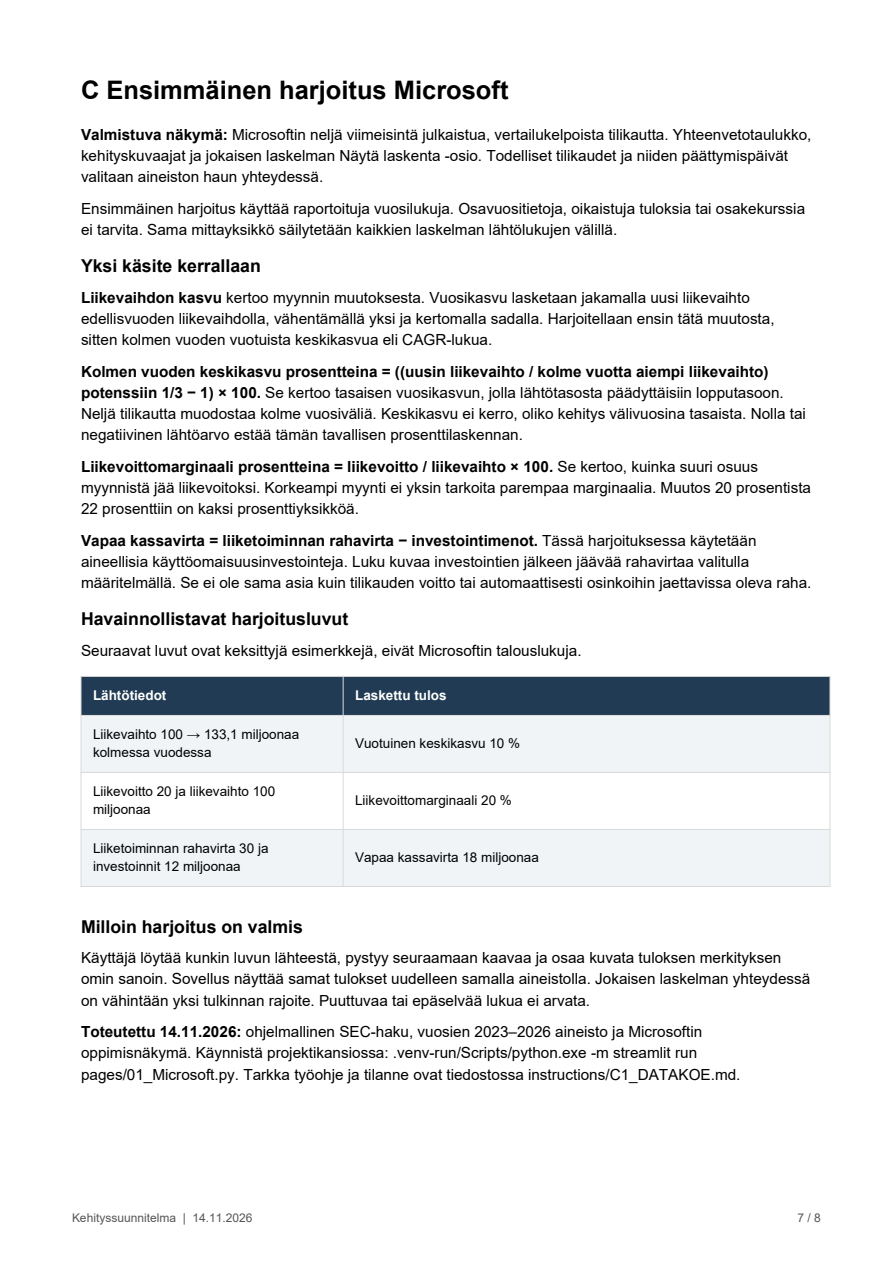 C Ensimmäinen harjoitus Microsoft
Valmistuva näkymä: Microsoftin neljä viimeisintä julkaistua, vertailukelpoista tilikautta. Yhteenvetotaulukko,
kehityskuvaajat ja jokaisen laskelman Näytä laskenta -osio. Todelliset tilikaudet ja niiden päättymispäivät
valitaan aineiston haun yhteydessä.
Ensimmäinen harjoitus käyttää raportoituja vuosilukuja. Osavuositietoja, oikaistuja tuloksia tai osakekurssia
ei tarvita. Sama mittayksikkö säilytetään kaikkien laskelman lähtölukujen välillä.
Yksi käsite kerrallaan
Liikevaihdon kasvu kertoo myynnin muutoksesta. Vuosikasvu lasketaan jakamalla uusi liikevaihto
edellisvuoden liikevaihdolla, vähentämällä yksi ja kertomalla sadalla. Harjoitellaan ensin tätä muutosta,
sitten kolmen vuoden vuotuista keskikasvua eli CAGR-lukua.
Kolmen vuoden keskikasvu prosentteina = ((uusin liikevaihto / kolme vuotta aiempi liikevaihto)
potenssiin 1/3 − 1) × 100. Se kertoo tasaisen vuosikasvun, jolla lähtötasosta päädyttäisiin lopputasoon.
Neljä tilikautta muodostaa kolme vuosiväliä. Keskikasvu ei kerro, oliko kehitys välivuosina tasaista. Nolla tai
negatiivinen lähtöarvo estää tämän tavallisen prosenttilaskennan.
Liikevoittomarginaali prosentteina = liikevoitto / liikevaihto × 100. Se kertoo, kuinka suuri osuus
myynnistä jää liikevoitoksi. Korkeampi myynti ei yksin tarkoita parempaa marginaalia. Muutos 20 prosentista
22 prosenttiin on kaksi prosenttiyksikköä.
Vapaa kassavirta = liiketoiminnan rahavirta − investointimenot. Tässä harjoituksessa käytetään
aineellisia käyttöomaisuusinvestointeja. Luku kuvaa investointien jälkeen jäävää rahavirtaa valitulla
määritelmällä. Se ei ole sama asia kuin tilikauden voitto tai automaattisesti osinkoihin jaettavissa oleva raha.
Havainnollistavat harjoitusluvut
Seuraavat luvut ovat keksittyjä esimerkkejä, eivät Microsoftin talouslukuja.
Lähtötiedot
Laskettu tulos
Liikevaihto 100 → 133,1 miljoonaa
kolmessa vuodessa
Vuotuinen keskikasvu 10 %
Liikevoitto 20 ja liikevaihto 100
miljoonaa
Liikevoittomarginaali 20 %
Liiketoiminnan rahavirta 30 ja
investoinnit 12 miljoonaa
Vapaa kassavirta 18 miljoonaa
Milloin harjoitus on valmis
Käyttäjä löytää kunkin luvun lähteestä, pystyy seuraamaan kaavaa ja osaa kuvata tuloksen merkityksen
omin sanoin. Sovellus näyttää samat tulokset uudelleen samalla aineistolla. Jokaisen laskelman yhteydessä
on vähintään yksi tulkinnan rajoite. Puuttuvaa tai epäselvää lukua ei arvata.
Toteutettu 14.11.2026: ohjelmallinen SEC-haku, vuosien 2023–2026 aineisto ja Microsoftin
oppimisnäkymä. Käynnistä projektikansiossa: .venv-run/Scripts/python.exe -m streamlit run
pages/01_Microsoft.py. Tarkka työohje ja tilanne ovat tiedostossa instructions/C1_DATAKOE.md.
Kehityssuunnitelma | 14.11.2026
7 / 8